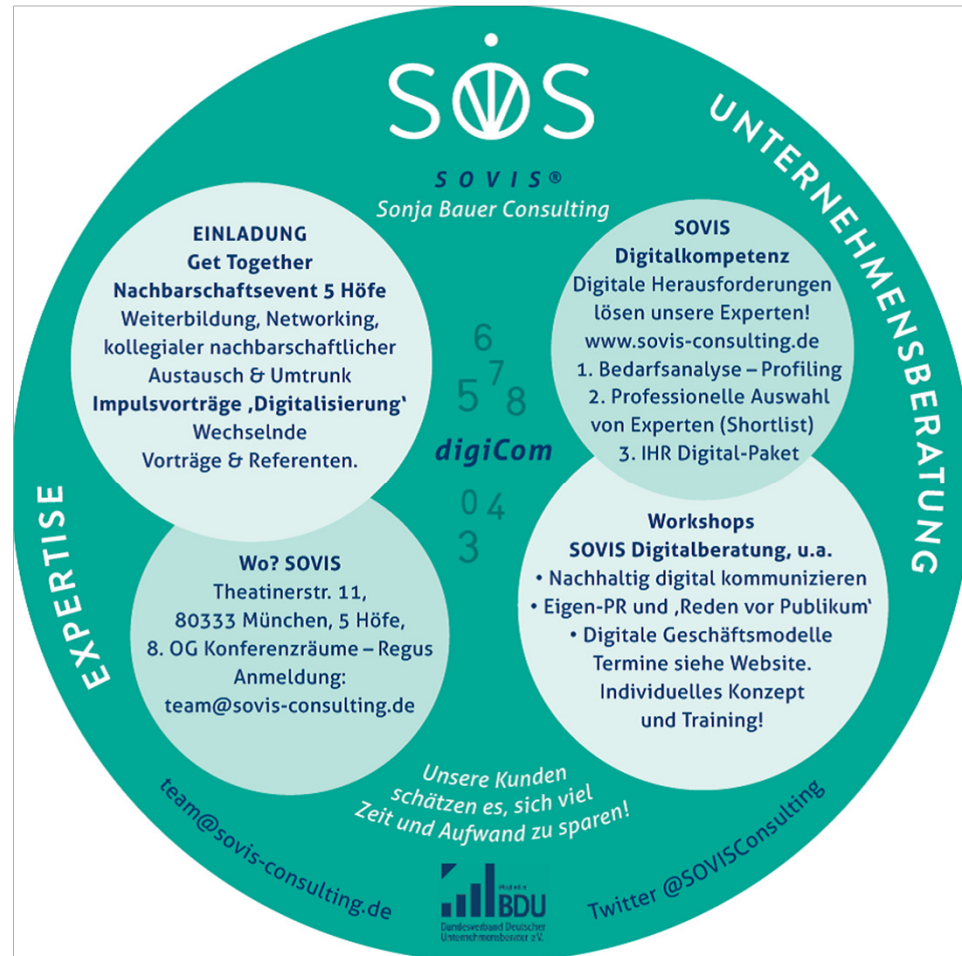 SOS
SOVIS®
Sonja Bauer Consulting
UNTERNEHMENSBERATUNG
EINLADUNG
Get Together
Nachbarschaftsevent 5 Höfe
Weiterbildung, Networking,
kollegialer nachbarschaftlicher
Austausch & Umtrunk
Impulsvorträge ‚Digitalisierung‘
Wechselnde
Vorträge & Referenten.
SOVIS
Digitalkompetenz
Digitale Herausforderungen
lösen unsere Experten!
www.sovis-consulting.de
1. Bedarfsanalyse – Profiling
2. Professionelle Auswahl
von Experten (Shortlist)
3. IHR Digital-Paket
6
7
5 8
digiCom
0 4
3
EXPERTISE
Wo? SOVIS
Theatinerstr. 11,
80333 München, 5 Höfe,
8. OG Konferenzräume – Regus
Anmeldung:
team@sovis-consulting.de
Workshops
SOVIS Digitalberatung, u.a.
• Nachhaltig digital kommunizieren
• Eigen-PR und ‚Reden vor Publikum‘
• Digitale Geschäftsmodelle
Termine siehe Website.
Individuelles Konzept
und Training!
Unsere Kunden
schätzen es, sich viel
Zeit und Aufwand zu sparen!
team@sovis-consulting.de
Twitter @SOVISConsulting
BDU
Bundesverband Deutscher
Unternehmensberater e.V.